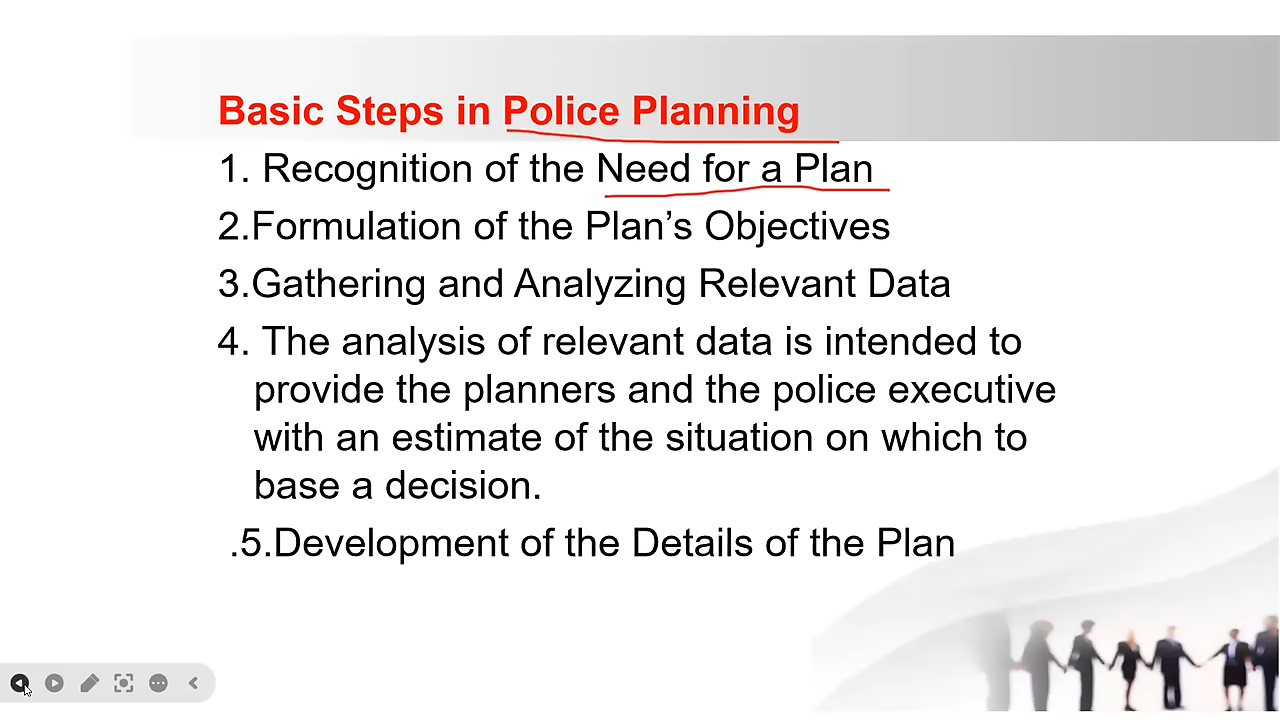 Basic Steps in Police Planning
1. Recognition of the Need for a Plan
2.Formulation of the Plan’s Objectives
3.Gathering and Analyzing Relevant Data
4. The analysis of relevant data is intended to
provide the planners and the police executive
with an estimate of the situation on which to
base a decision.
.5.Development of the Details of the Plan